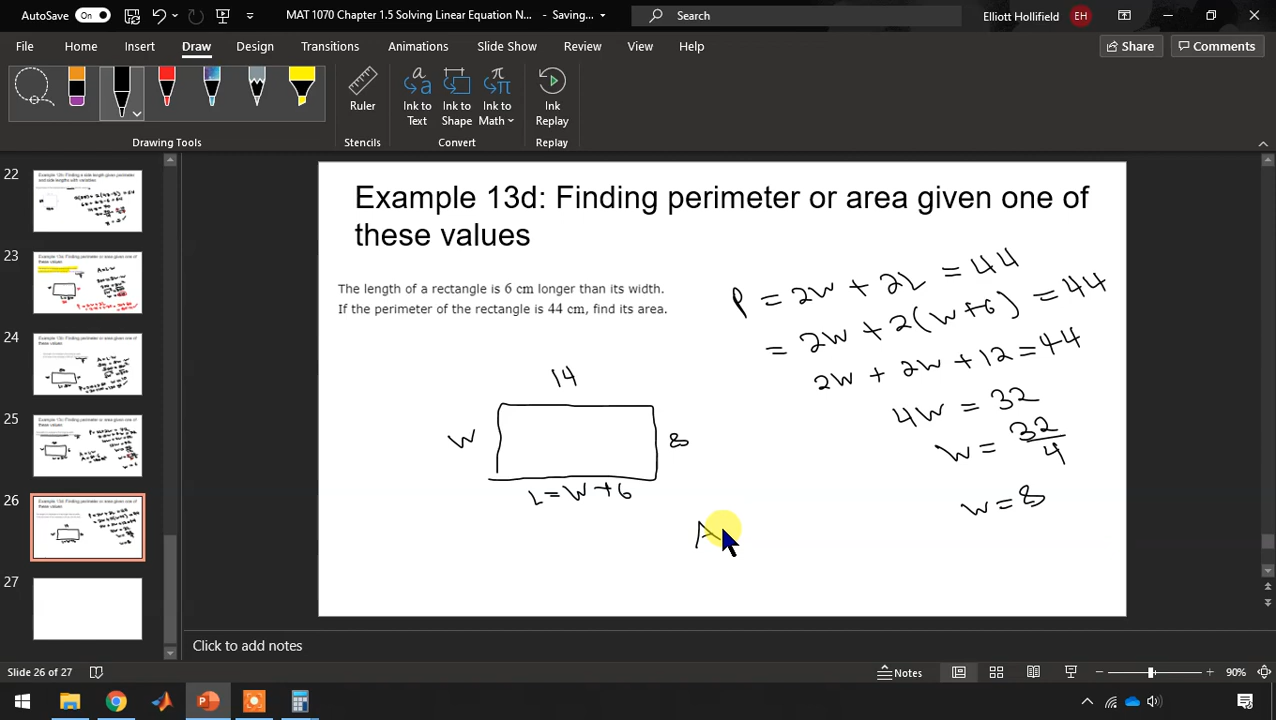 AutoSave On MAT 1070 Chapter 1.5 Solving Linear Equation N... - Saving... Search Elliott Hollifield EH
File Home Insert Draw Design Transitions Animations Slide Show Review View Help Share Comments
Ruler Ink to Text Ink to Shape Ink to Math Ink Replay
Drawing Tools Stencils Convert Replay
22
23
24
25
26
27
Example 13d: Finding perimeter or area given one of
these values
The length of a rectangle is 6 cm longer than its width.
If the perimeter of the rectangle is 44 cm, find its area.
14
W 8
L=W+6
A
P = 2W + 2L = 44
= 2W + 2(W+6) = 44
2W + 2W + 12 = 44
4W = 32
W = 32/4
W = 8
Click to add notes
Slide 26 of 27 Notes 90%